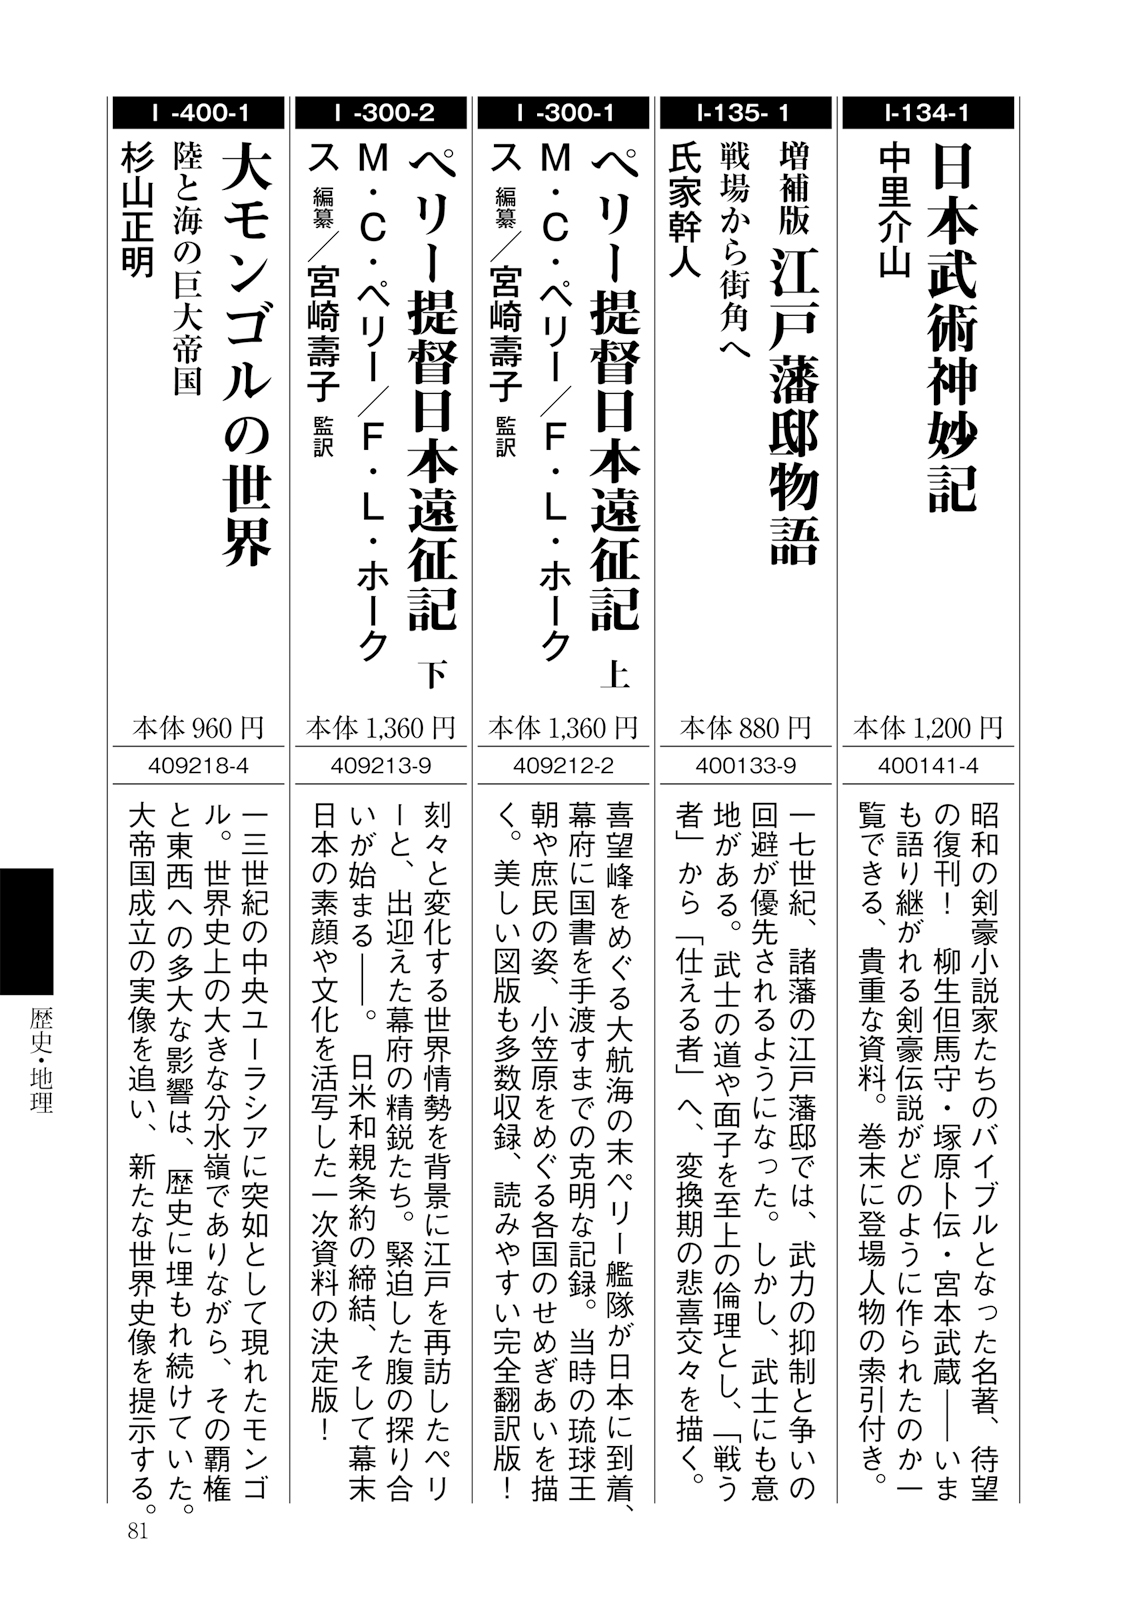 I-134-1
日本武術神妙記
中里介山
本体1,200円
400141-4
昭和の剣豪小説家たちのバイブルとなった名著、待望
の復刊！　柳生但馬守・塚原卜伝・宮本武蔵――いま
も語り継がれる剣豪伝説がどのように作られたのか一
覧できる、貴重な資料。巻末に登場人物の索引付き。
I-135- 1
増補版 江戸藩邸物語
戦場から街角へ
氏家幹人
本体880円
400133-9
一七世紀、諸藩の江戸藩邸では、武力の抑制と争いの
回避が優先されるようになった。しかし、武士にも意
地がある。武士の道や面子を至上の倫理とし、「戦う
者」から「仕える者」へ、変換期の悲喜交々を描く。
I -300-1
ペリー提督日本遠征記 上
M・C・ペリー／F・L・ホーク
ス 編纂／宮崎壽子 監訳
本体1,360円
409212-2
喜望峰をめぐる大航海の末ペリー艦隊が日本に到着、
幕府に国書を手渡すまでの克明な記録。当時の琉球王
朝や庶民の姿、小笠原をめぐる各国のせめぎあいを描
く。美しい図版も多数収録、読みやすい完全翻訳版！
I -300-2
ペリー提督日本遠征記 下
M・C・ペリー／F・L・ホーク
ス 編纂／宮崎壽子 監訳
本体1,360円
409213-9
刻々と変化する世界情勢を背景に江戸を再訪したペリ
ーと、出迎えた幕府の精鋭たち。緊迫した腹の探り合
いが始まる――。日米和親条約の締結、そして幕末
日本の素顔や文化を活写した一次資料の決定版！
I -400-1
大モンゴルの世界
陸と海の巨大帝国
杉山正明
本体960円
409218-4
一三世紀の中央ユーラシアに突如として現れたモンゴ
ル。世界史上の大きな分水嶺でありながら、その覇権
と東西への多大な影響は、歴史に埋もれ続けていた。
大帝国成立の実像を追い、新たな世界史像を提示する。
歴史・地理
81